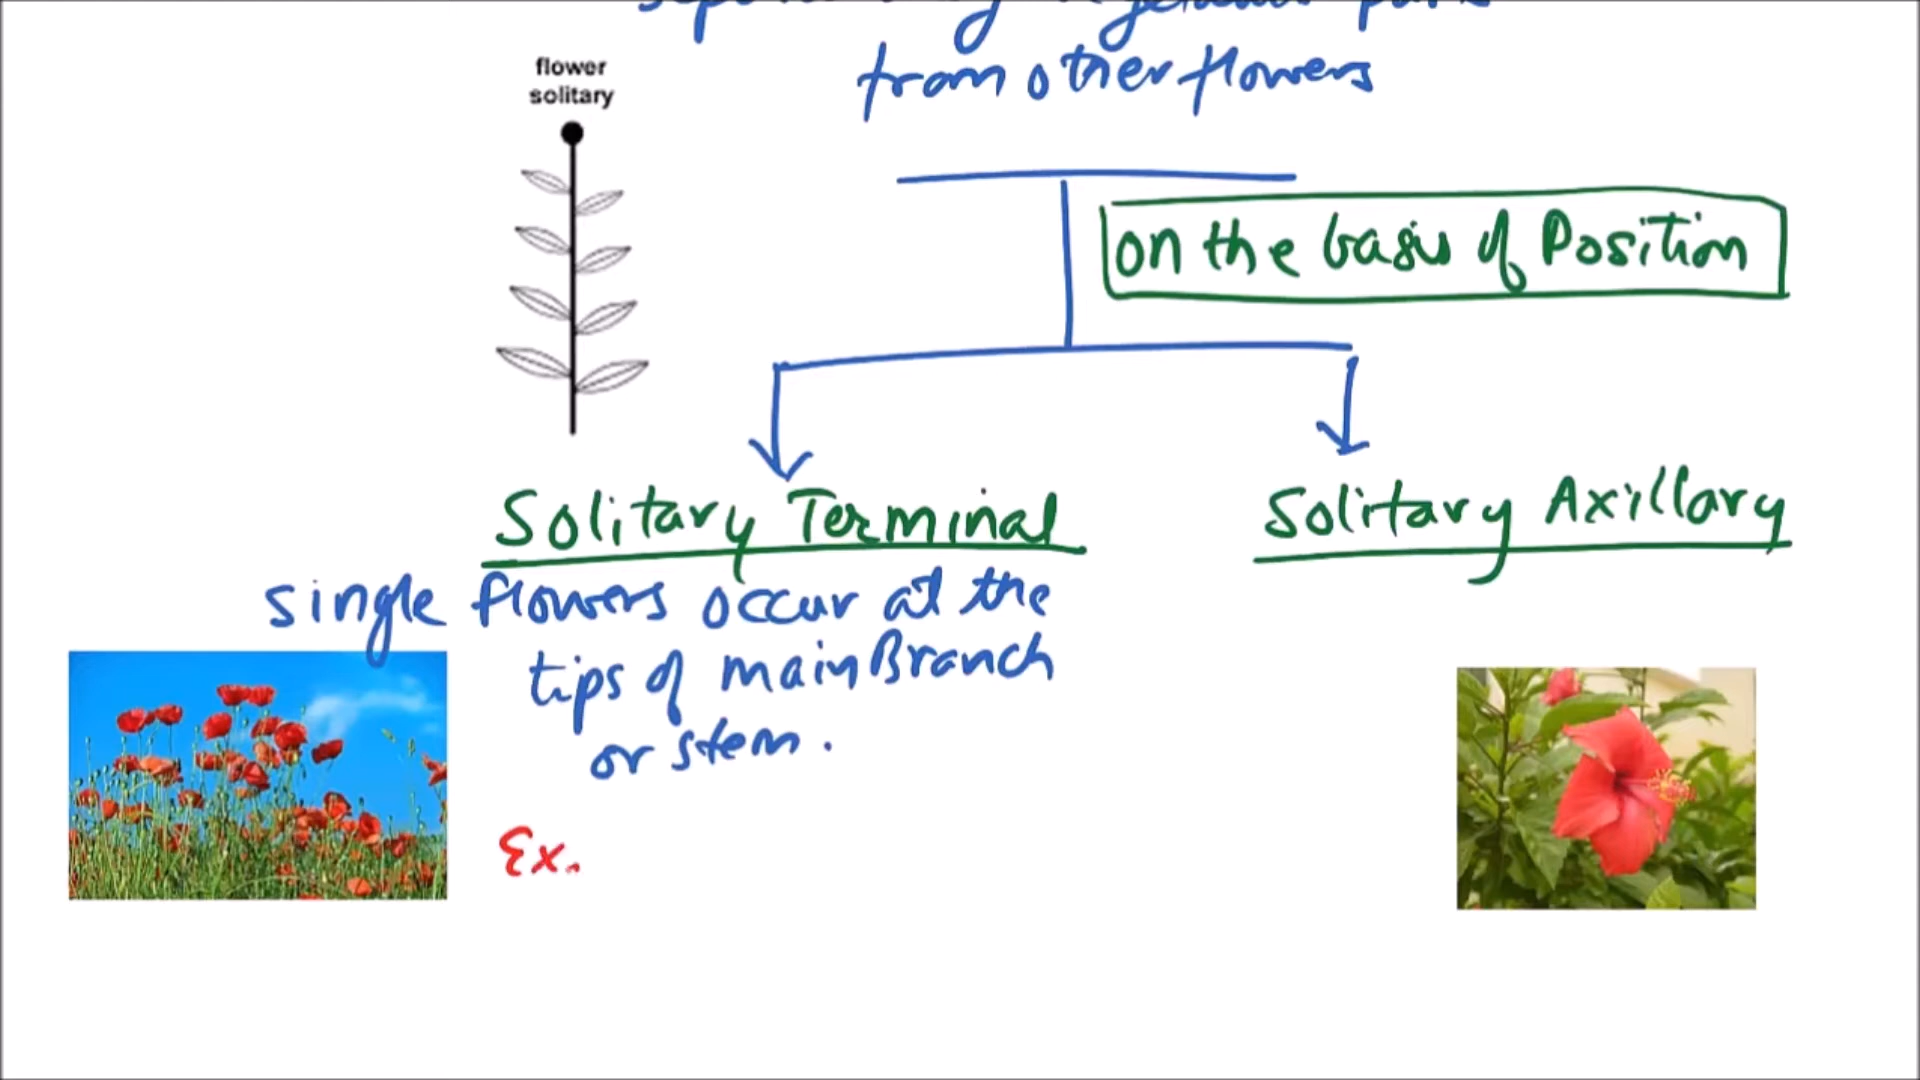 flower
solitary
from other flowers
on the basis of Position
Solitary Terminal
Solitary Axillary
single flowers occur at the
tips of main Branch
or stem.
Ex.